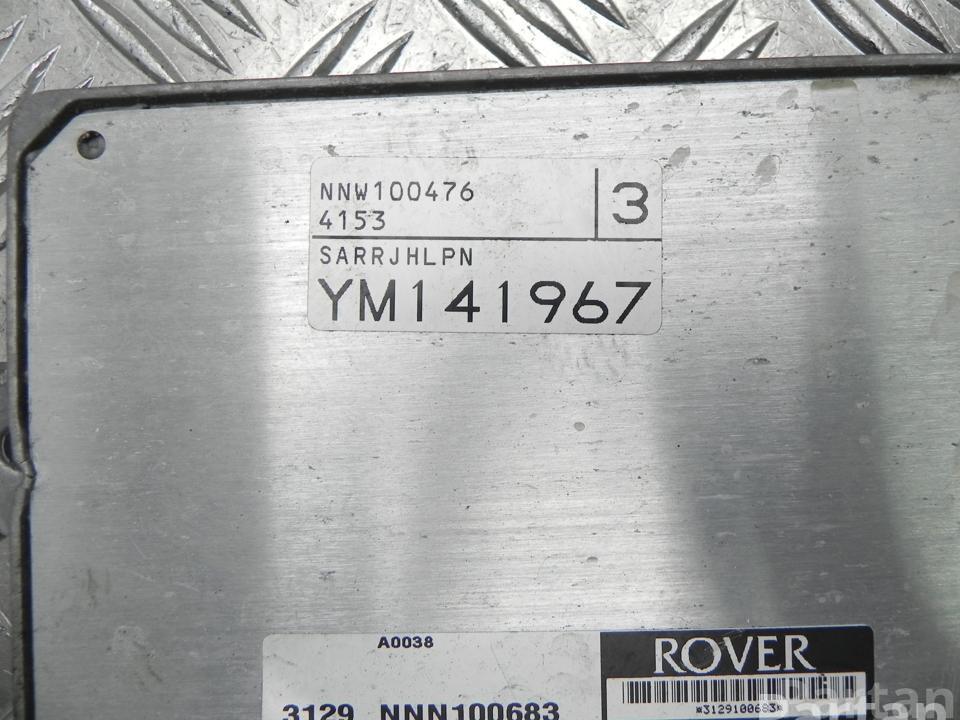 NNW100476
4153
3
SARRJHLPN
YM141967
A0038
ROVER
3129 NNN100683
*3129100683*